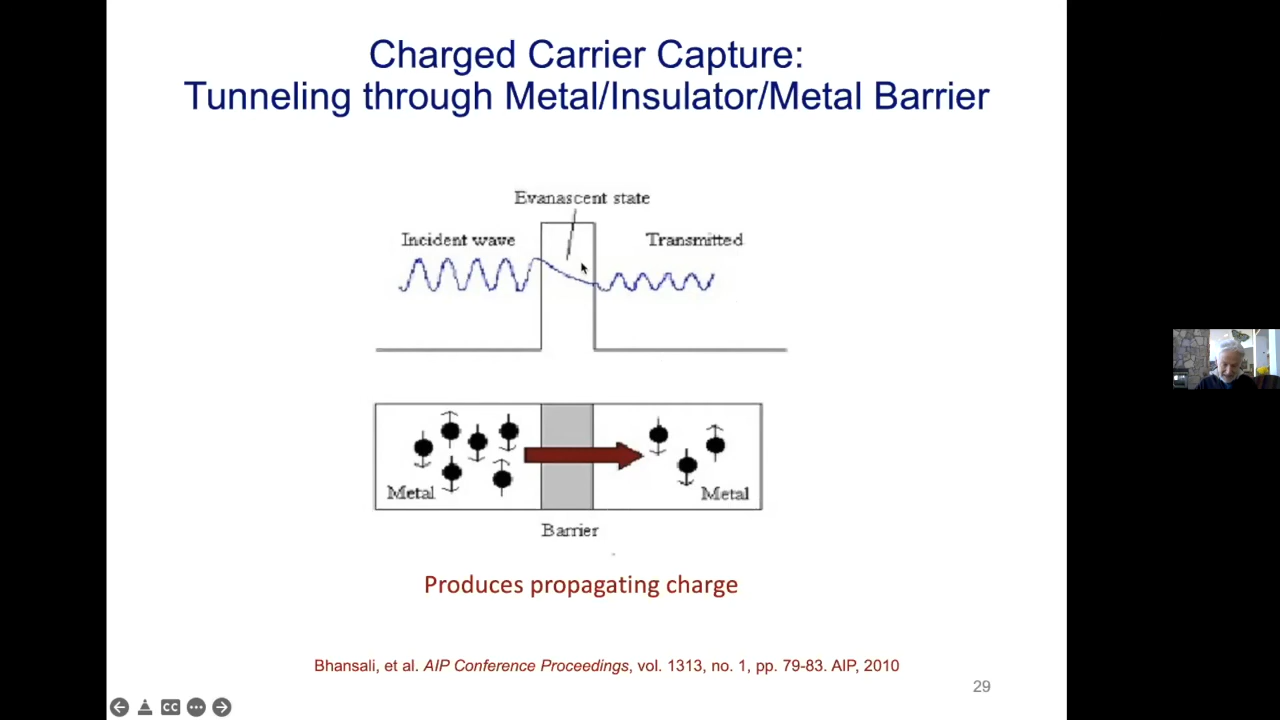 Charged Carrier Capture:
Tunneling through Metal/Insulator/Metal Barrier
Evanascent state
Incident wave
Transmitted
Metal
Metal
Barrier
Produces propagating charge
Bhansali, et al. AIP Conference Proceedings, vol. 1313, no. 1, pp. 79-83. AIP, 2010
29
CC